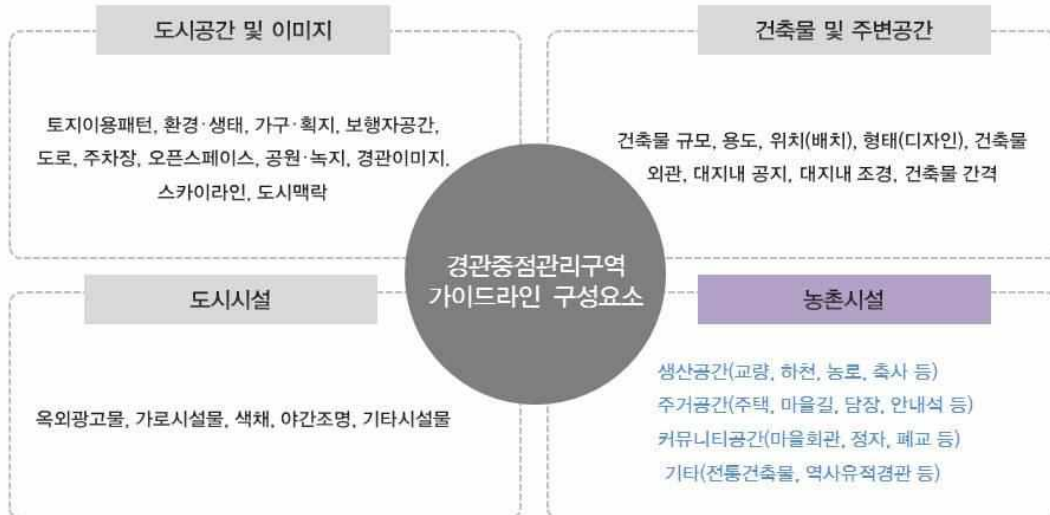 도시공간 및 이미지
토지이용패턴, 환경·생태, 가구·획지, 보행자공간,
도로, 주차장, 오픈스페이스, 공원·녹지, 경관이미지,
스카이라인, 도시맥락
건축물 및 주변공간
건축물 규모, 용도, 위치(배치), 형태(디자인), 건축물
외관, 대지내 공지, 대지내 조경, 건축물 간격
경관중점관리구역
가이드라인 구성요소
도시시설
옥외광고물, 가로시설물, 색채, 야간조명, 기타시설물
농촌시설
생산공간(교량, 하천, 농로, 축사 등)
주거공간(주택, 마을길, 담장, 안내석 등)
커뮤니티공간(마을회관, 정자, 폐교 등)
기타(전통건축물, 역사유적경관 등)